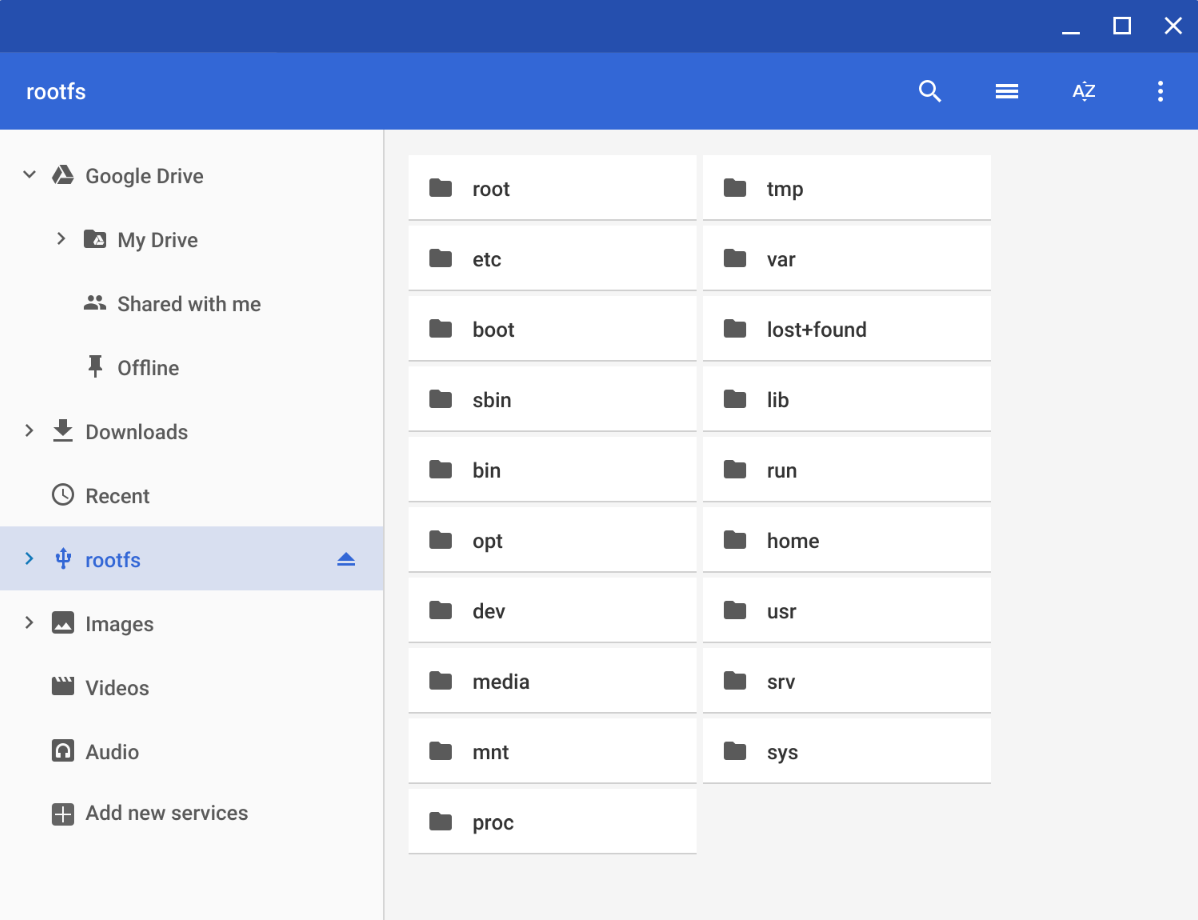 rootfs
AZ
Google Drive
My Drive
Shared with me
Offline
Downloads
Recent
rootfs
Images
Videos
Audio
Add new services
root
etc
boot
sbin
bin
opt
dev
media
mnt
proc
tmp
var
lost+found
lib
run
home
usr
srv
sys